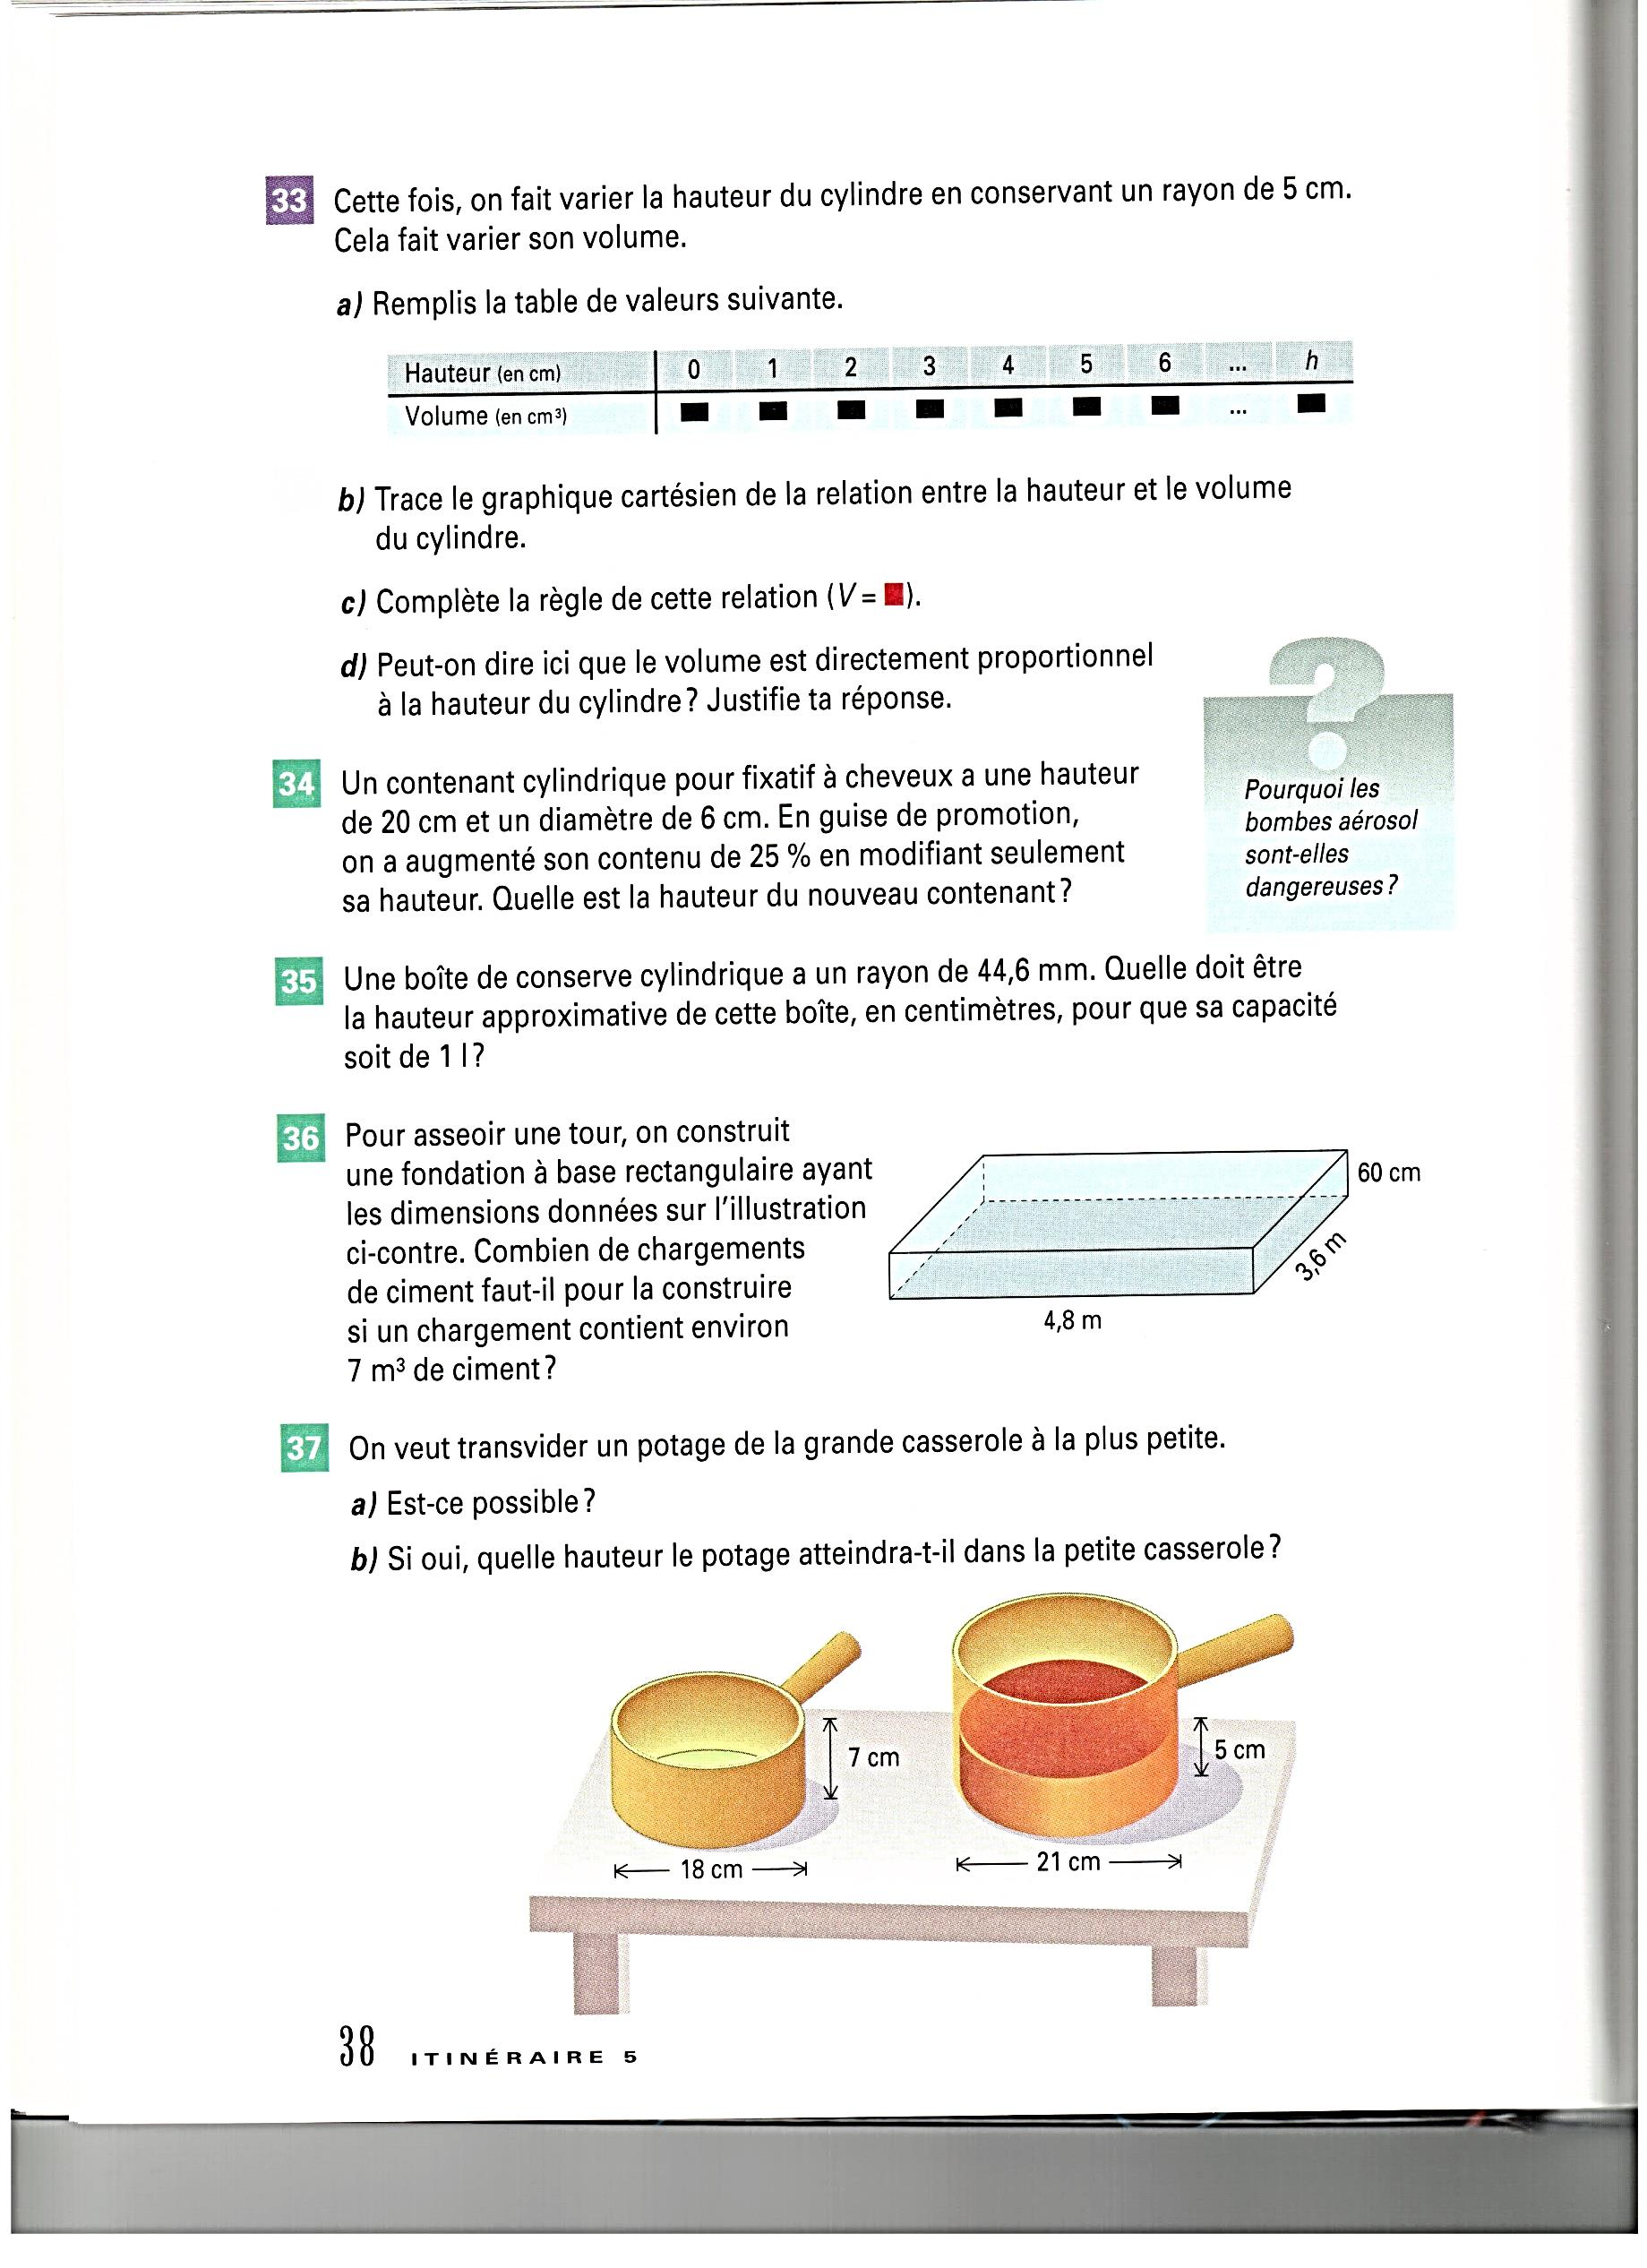 33 Cette fois, on fait varier la hauteur du cylindre en conservant un rayon de 5 cm.
Cela fait varier son volume.
a) Remplis la table de valeurs suivante.
Hauteur (en cm) 0 1 2 3 4 5 6 ... h
Volume (en cm³) ...
b) Trace le graphique cartésien de la relation entre la hauteur et le volume
du cylindre.
c) Complète la règle de cette relation (V = ■).
d) Peut-on dire ici que le volume est directement proportionnel
à la hauteur du cylindre? Justifie ta réponse.
?
Pourquoi les
bombes aérosol
sont-elles
dangereuses?
34 Un contenant cylindrique pour fixatif à cheveux a une hauteur
de 20 cm et un diamètre de 6 cm. En guise de promotion,
on a augmenté son contenu de 25 % en modifiant seulement
sa hauteur. Quelle est la hauteur du nouveau contenant?
35 Une boîte de conserve cylindrique a un rayon de 44,6 mm. Quelle doit être
la hauteur approximative de cette boîte, en centimètres, pour que sa capacité
soit de 1 l?
36 Pour asseoir une tour, on construit
une fondation à base rectangulaire ayant
les dimensions données sur l'illustration
ci-contre. Combien de chargements
de ciment faut-il pour la construire
si un chargement contient environ
7 m³ de ciment?
60 cm
3,6 m
4,8 m
37 On veut transvider un potage de la grande casserole à la plus petite.
a) Est-ce possible?
b) Si oui, quelle hauteur le potage atteindra-t-il dans la petite casserole?
7 cm
5 cm
18 cm
21 cm
38 ITINÉRAIRE 5